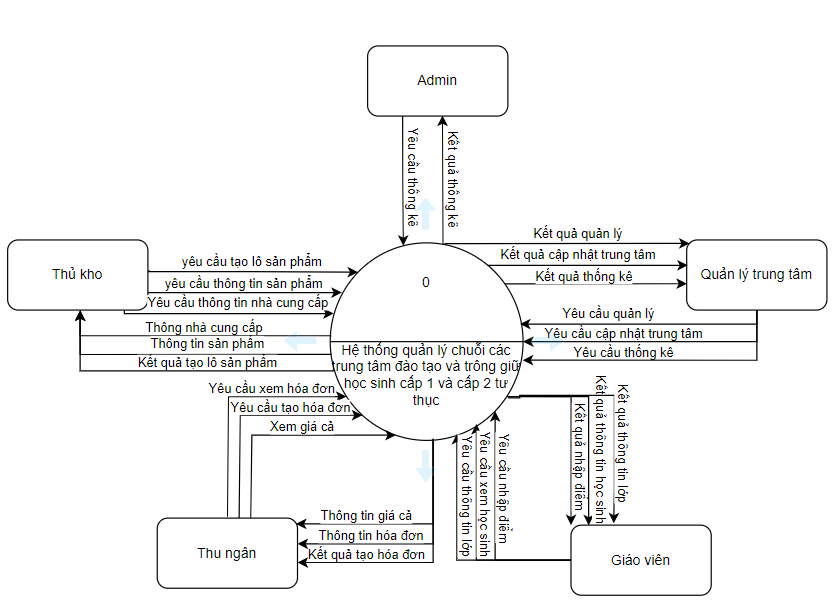 Admin
Yêu cầu thông kê
Kết quả thông kê
Thủ kho
yêu cầu tạo lô sản phẩm
yêu cầu thông tin sản phẩm
Yêu cầu thông tin nhà cung cấp
Thông nhà cung cấp
Thông tin sản phẩm
Kết quả tạo lô sản phẩm
0
Hệ thống quản lý chuỗi các
trung tâm đào tạo và trông giữ
học sinh cấp 1 và cấp 2 tư
thục
Kết quả quản lý
Kết quả cập nhật trung tâm
Kết quả thống kê
Quản lý trung tâm
Yêu cầu quản lý
Yêu cầu cập nhật trung tâm
Yêu cầu thống kê
Yêu cầu xem hóa đơn
Yêu cầu tạo hóa đơn
Xem giá cả
Thông tin giá cả
Thông tin hóa đơn
Kết quả tạo hóa đơn
Thu ngân
Yêu cầu thông tin lớp
Yêu cầu xem học sinh
Yêu cầu nhập điểm
Kết quả nhập điểm
Kết quả thông tin học sinh
Kết quả thông tin lớp
Giáo viên